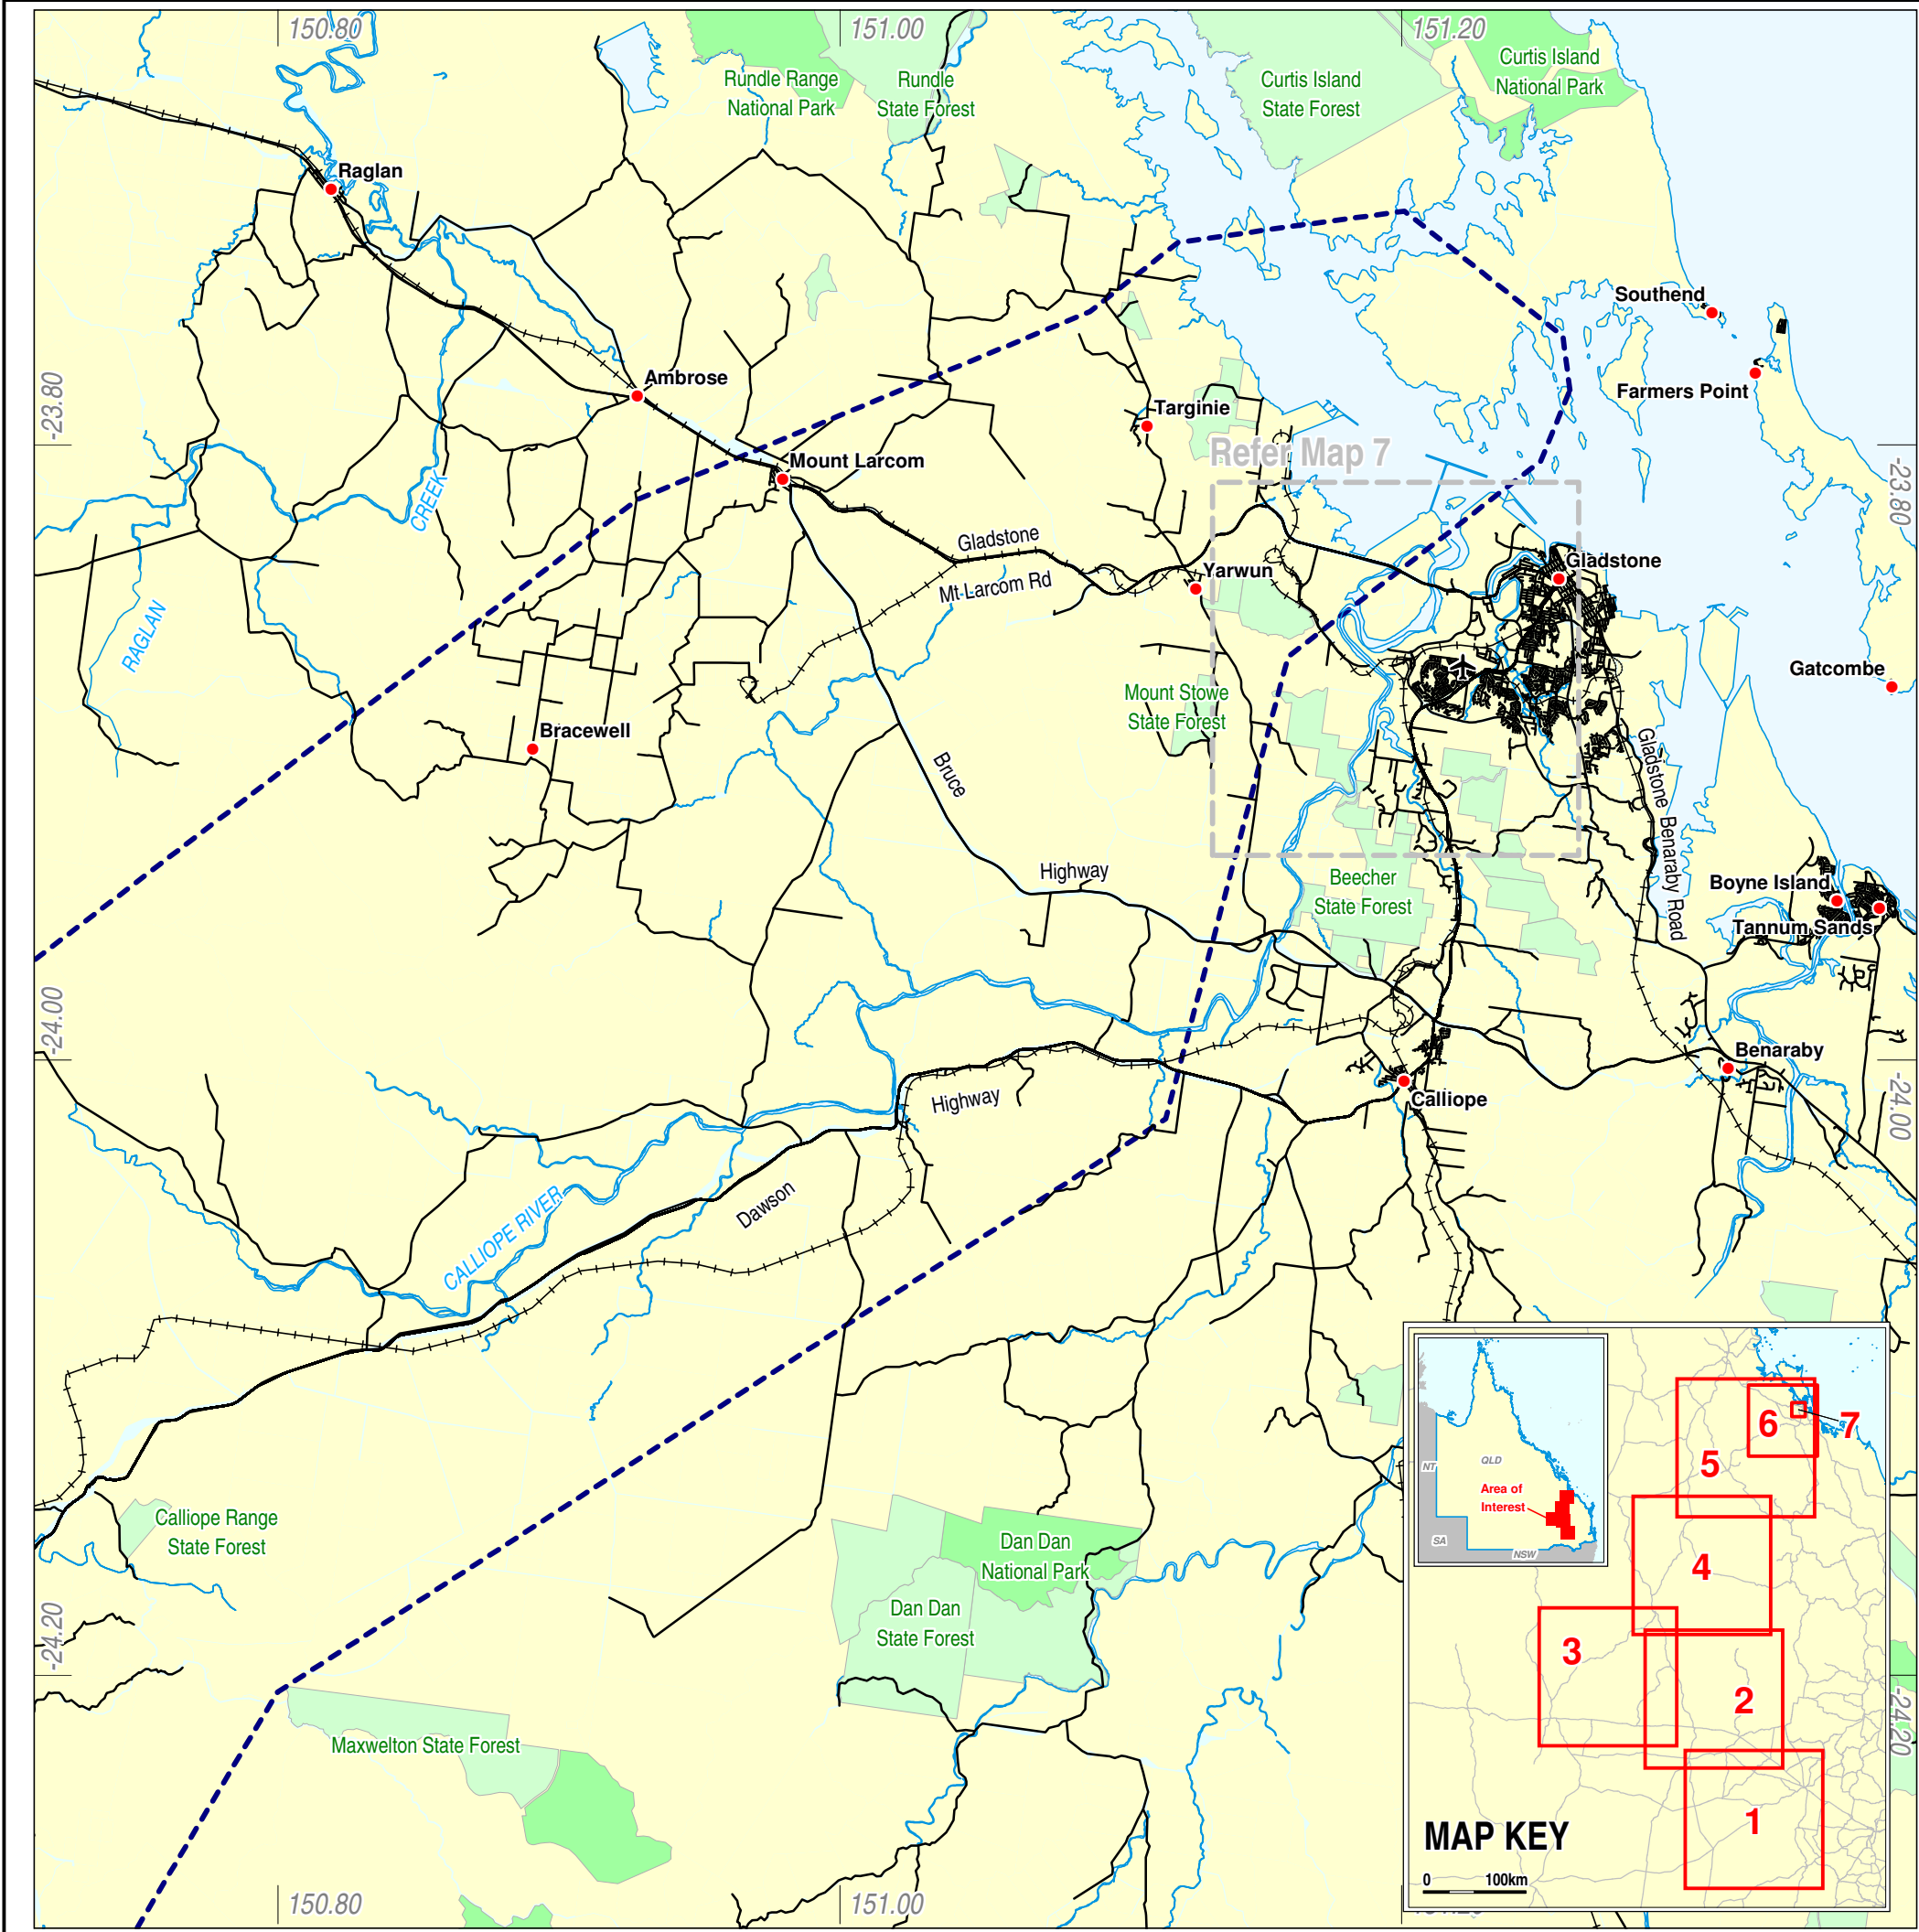 150.80
151.00
151.20
Rundle Range
National Park
Rundle
State Forest
Curtis Island
State Forest
Curtis Island
National Park
Raglan
Southend
Ambrose
Farmers Point
-23.80
Targinie
Refer Map 7
Mount Larcom
-23.80
CREEK
Gladstone
Mt Larcom Rd
Yarwun
Gladstone
RAGLAN
Mount Stowe
State Forest
Gatcombe
Bracewell
Bruce
Gladstone Benaraby Road
Highway
Beecher
State Forest
Boyne Island
Tannum Sands
-24.00
Benaraby
Highway
Calliope
-24.00
Dawson
CALLIOPE RIVER
Calliope Range
State Forest
Dan Dan
National Park
Dan Dan
State Forest
-24.20
Maxwelton State Forest
-24.20
NT
QLD
Area of
Interest
SA
NSW
6
7
5
4
3
2
1
MAP KEY
0 100km
150.80
151.00